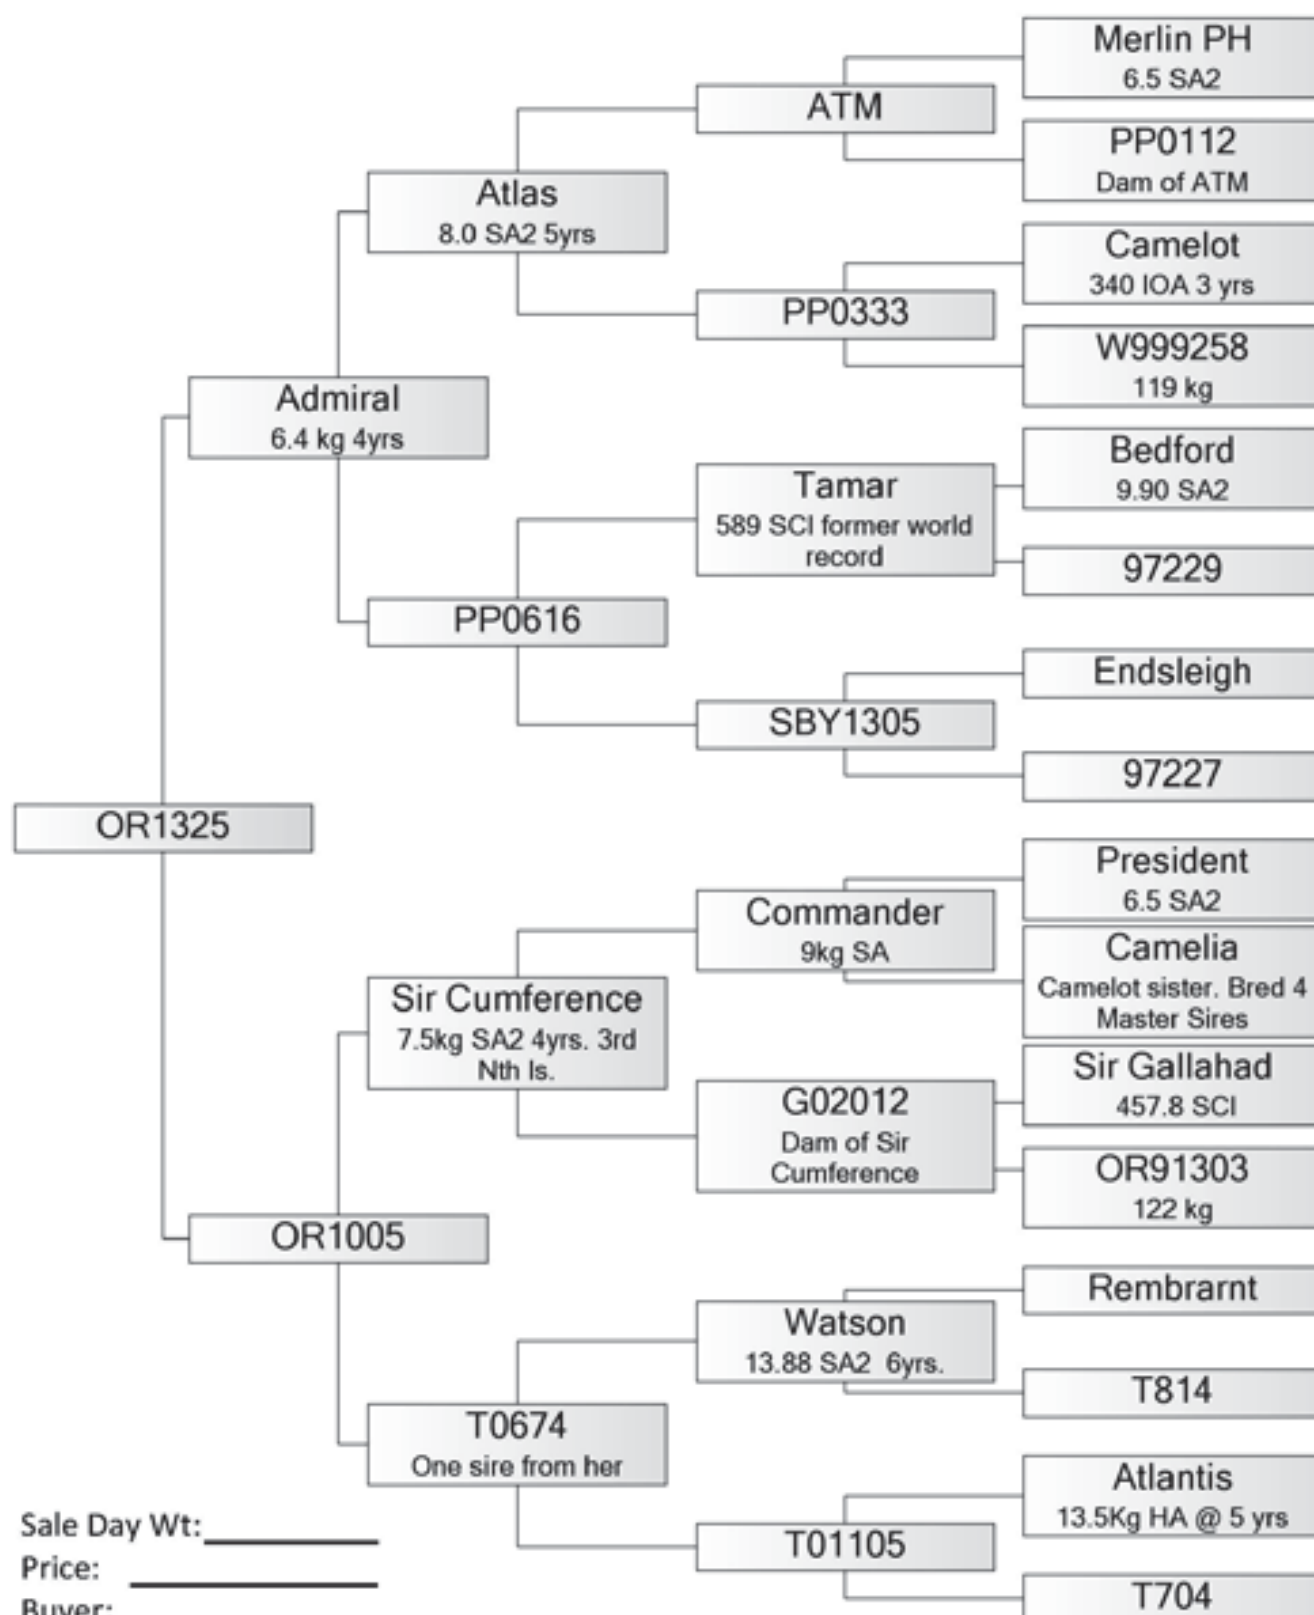 Merlin PH
6.5 SA2
ATM
PP0112
Dam of ATM
Atlas
8.0 SA2 5yrs
Camelot
340 IOA 3 yrs
PP0333
W999258
119 kg
Admiral
6.4 kg 4yrs
Bedford
9.90 SA2
Tamar
589 SCI former world
record
97229
PP0616
Endsleigh
SBY1305
97227
OR1325
President
6.5 SA2
Commander
9kg SA
Camelia
Camelot sister. Bred 4
Master Sires
Sir Cumference
7.5kg SA2 4yrs. 3rd
Nth Is.
Sir Gallahad
457.8 SCI
G02012
Dam of Sir
Cumference
OR91303
122 kg
OR1005
Rembrarnt
Watson
13.88 SA2 6yrs.
T814
T0674
One sire from her
Atlantis
13.5Kg HA @ 5 yrs
T01105
T704
Sale Day Wt:
Price:
Buyer: